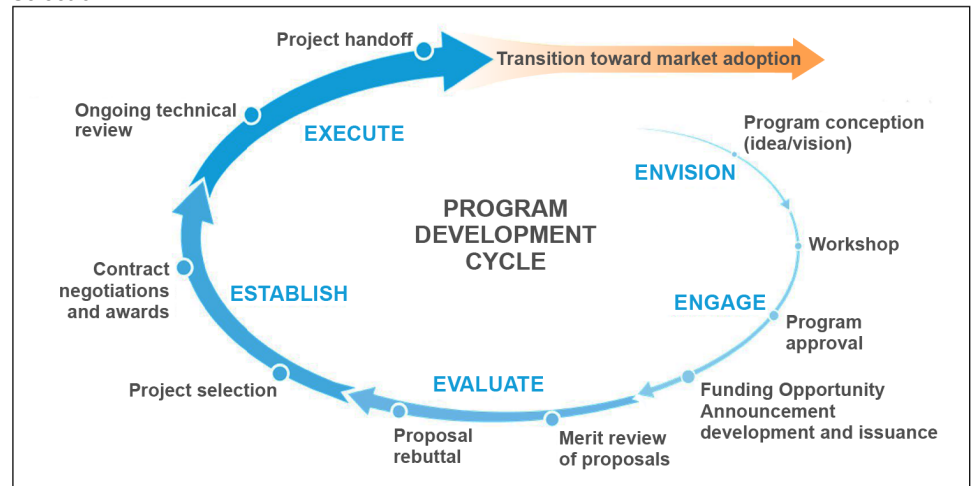 Project handoff
Transition toward market adoption
Ongoing technical
review
EXECUTE
Program conception
(idea/vision)
ENVISION
PROGRAM
DEVELOPMENT
CYCLE
Workshop
Contract
negotiations
and awards
ESTABLISH
ENGAGE
Program
approval
Project selection
EVALUATE
Funding Opportunity
Announcement
development and issuance
Proposal
rebuttal
Merit review
of proposals